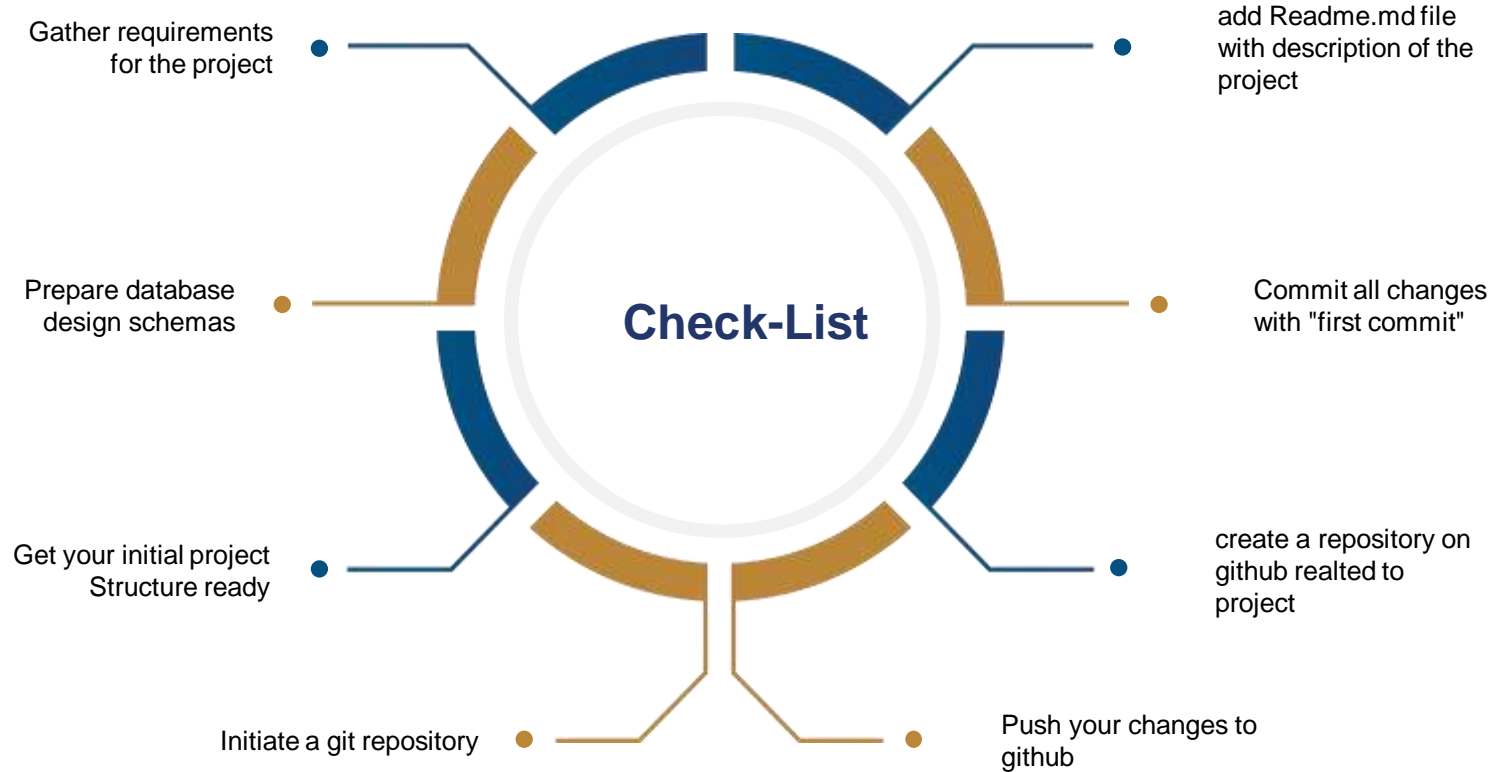 Gather requirements
for the project
Prepare database
design schemas
Get your initial project
Structure ready
Initiate a git repository
Check-List
add Readme.md file
with description of the
project
Commit all changes
with "first commit"
create a repository on
github realted to
project
Push your changes to
github